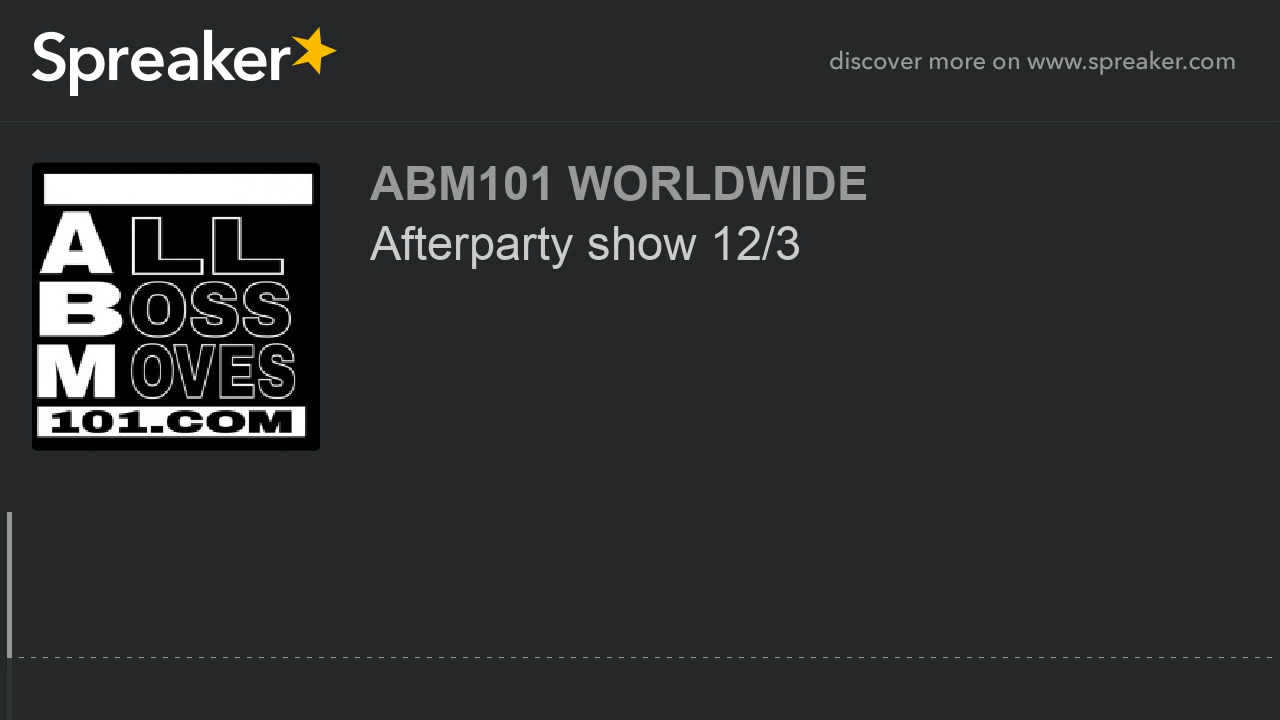 Spreaker
discover more on www.spreaker.com
ABM101 WORLDWIDE
Afterparty show 12/3
ALL
BOSS
MOVES
101.COM